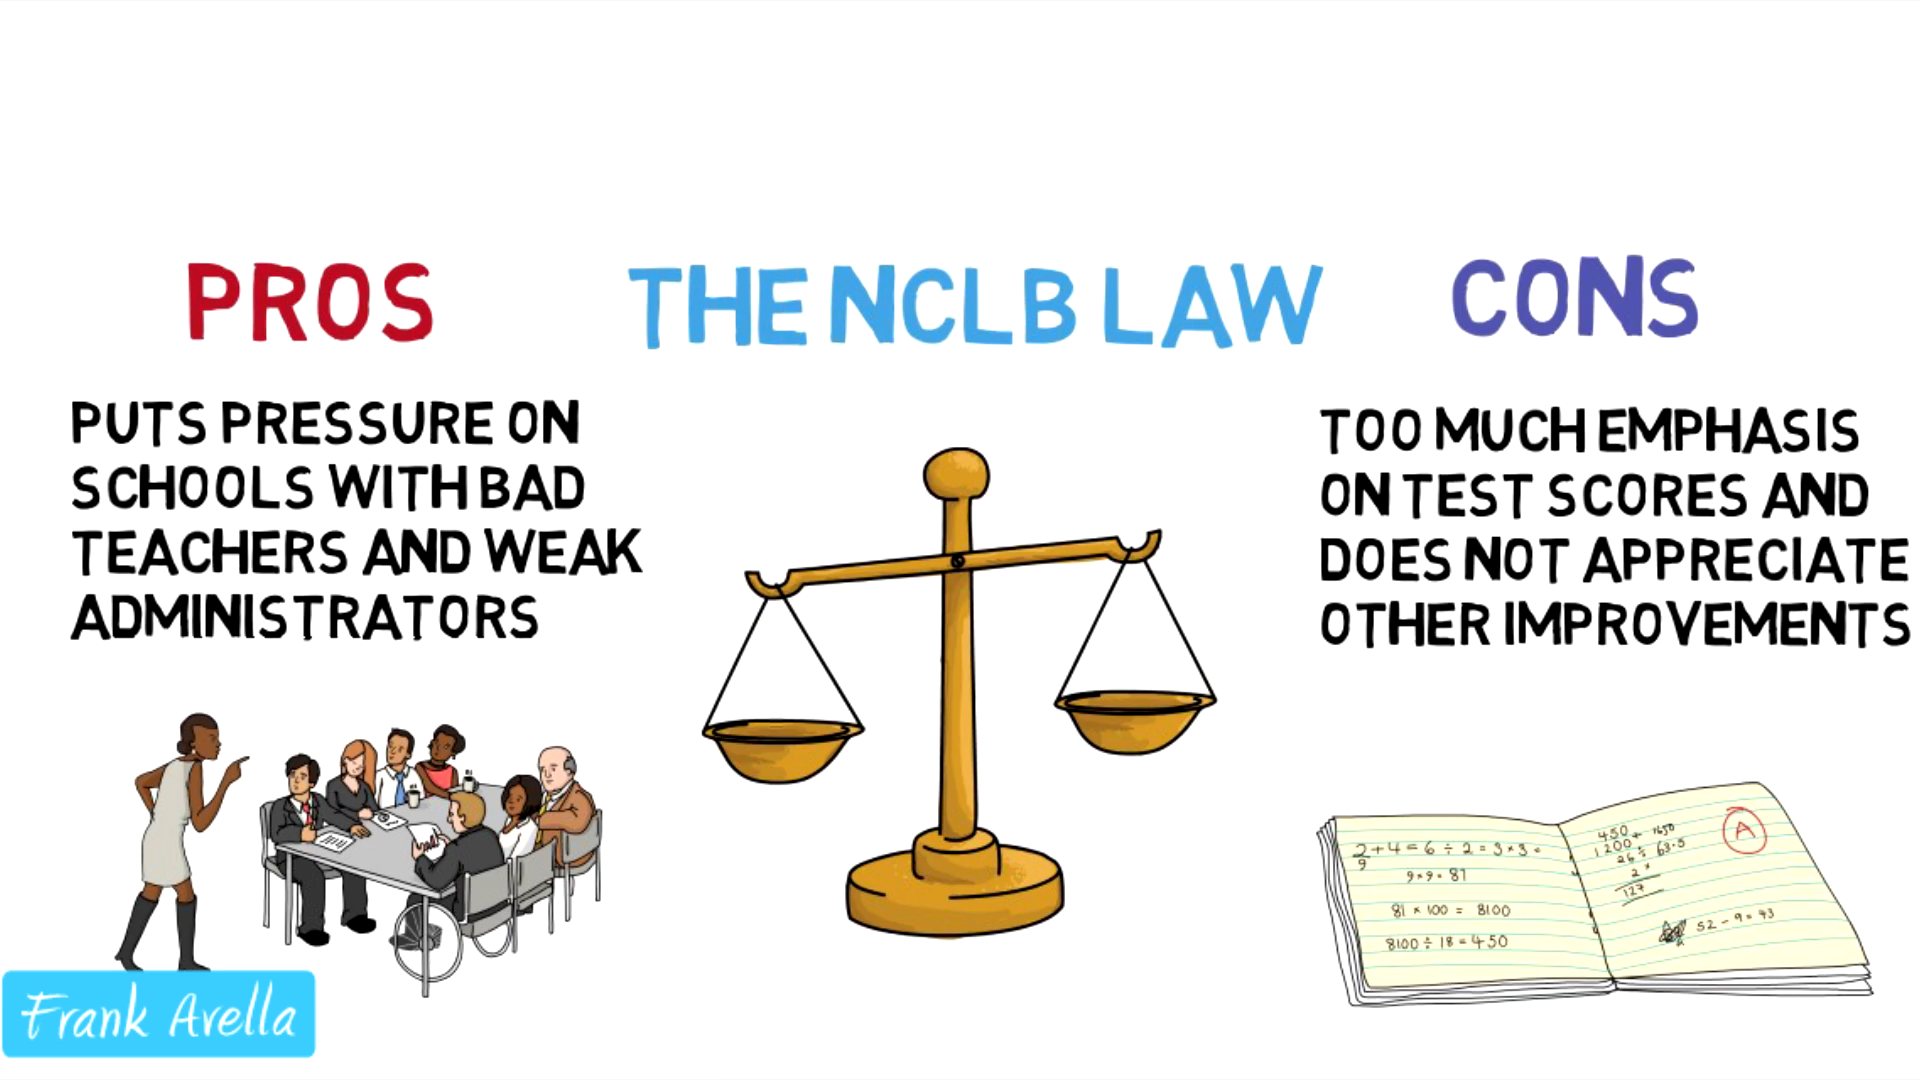 PROS
THE NCLB LAW
CONS
PUTS PRESSURE ON
SCHOOLS WITH BAD
TEACHERS AND WEAK
ADMINISTRATORS
TOO MUCH EMPHASIS
ON TEST SCORES AND
DOES NOT APPRECIATE
OTHER IMPROVEMENTS
9×9=81
81 × 100 = 8100
8100 ÷ 18 = 450
A
450
127
Frank Avella